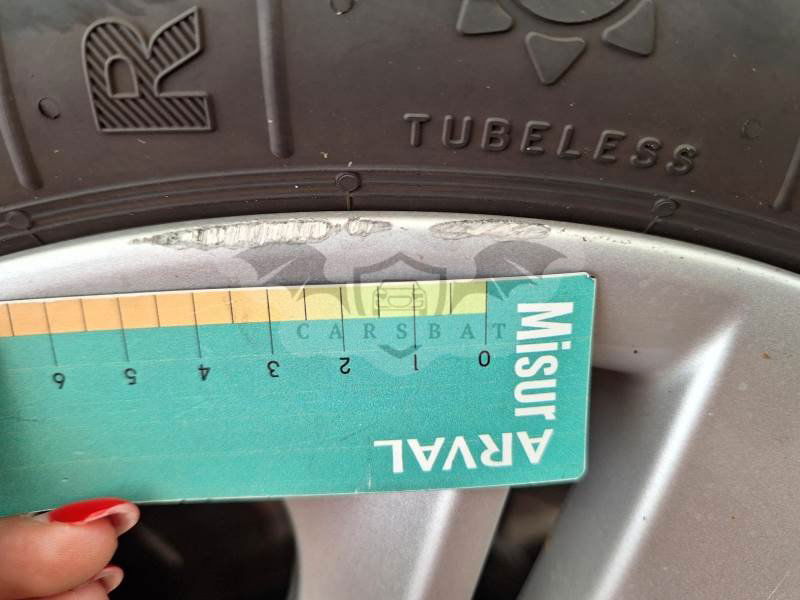 R
TUBELESS
CARSBAT
6 5 4 3 2 1 0
Misur
ARVAL